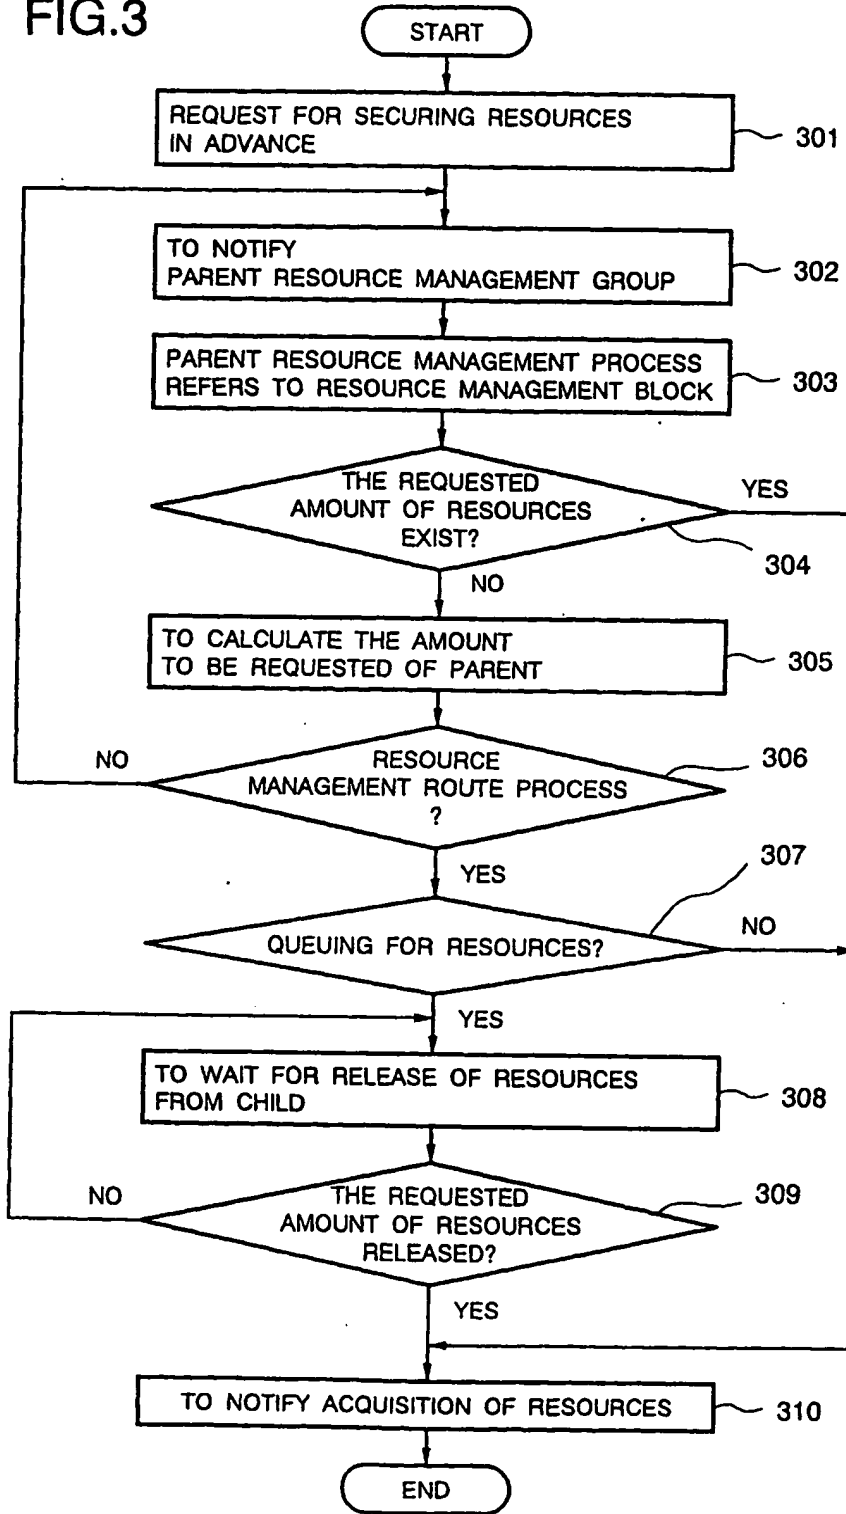 FIG.3
START
REQUEST FOR SECURING RESOURCES
IN ADVANCE
301
TO NOTIFY
PARENT RESOURCE MANAGEMENT GROUP
302
PARENT RESOURCE MANAGEMENT PROCESS
REFERS TO RESOURCE MANAGEMENT BLOCK
303
THE REQUESTED
AMOUNT OF RESOURCES
EXIST?
YES
304
NO
TO CALCULATE THE AMOUNT
TO BE REQUESTED OF PARENT
305
NO
RESOURCE
MANAGEMENT ROUTE PROCESS
?
306
YES
307
QUEUING FOR RESOURCES?
NO
YES
TO WAIT FOR RELEASE OF RESOURCES
FROM CHILD
308
NO
THE REQUESTED
AMOUNT OF RESOURCES
RELEASED?
309
YES
TO NOTIFY ACQUISITION OF RESOURCES
310
END